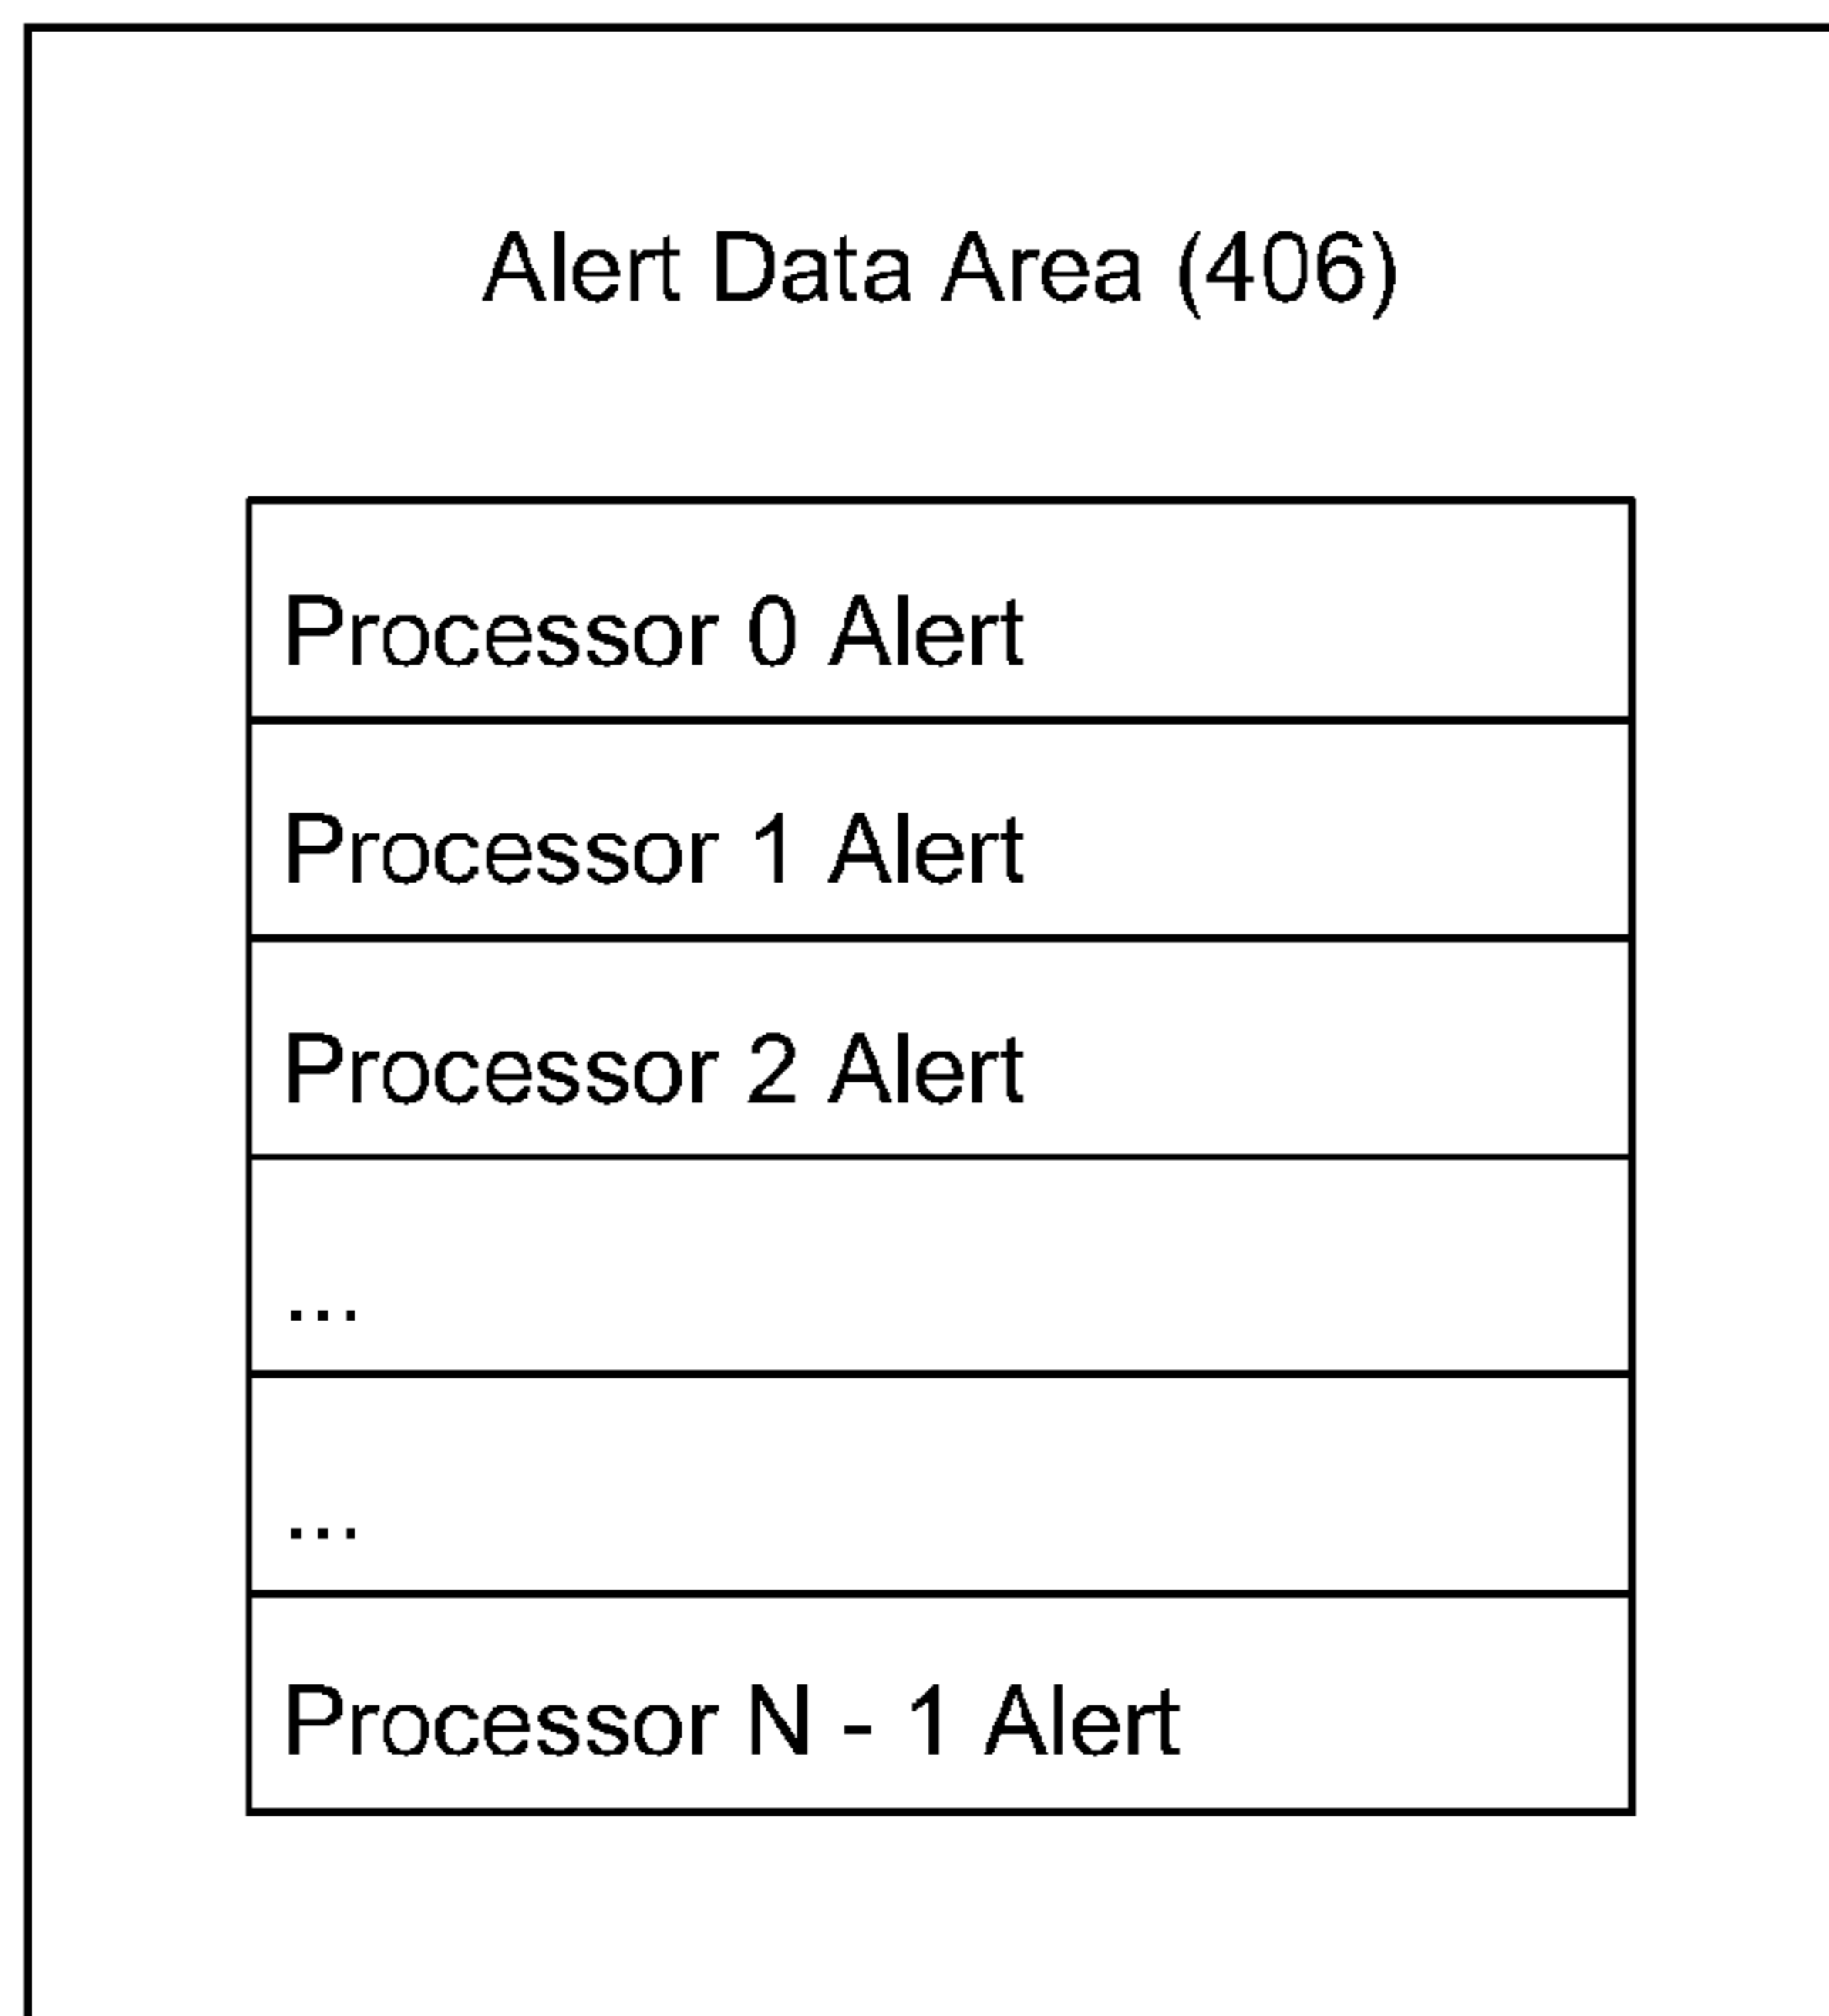 Alert Data Area (406)
Processor 0 Alert
Processor 1 Alert
Processor 2 Alert
...
...
Processor N - 1 Alert